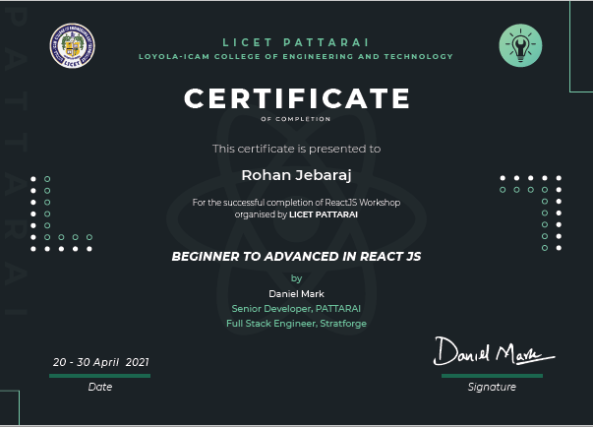 PATTARAI
LICET
LICET PATTARAI
LOYOLA-ICAM COLLEGE OF ENGINEERING AND TECHNOLOGY
CERTIFICATE
OF COMPLETION
This certificate is presented to
Rohan Jebaraj
For the successful completion of ReactJS Workshop
organised by LICET PATTARAI
BEGINNER TO ADVANCED IN REACT JS
by
Daniel Mark
Senior Developer, PATTARAI
Full Stack Engineer, Stratforge
20 - 30 April 2021
Date
Daniel Mark
Signature